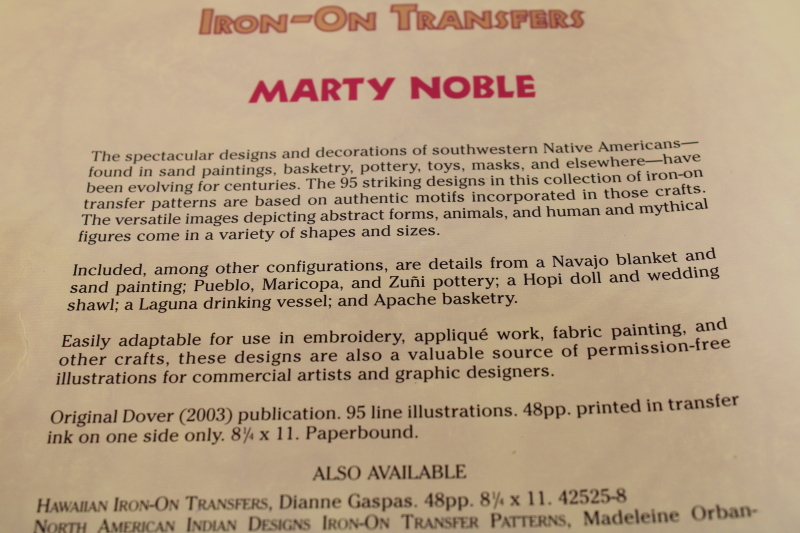 IRON-ON TRANSFERS
MARTY NOBLE
The spectacular designs and decorations of southwestern Native Americans—
found in sand paintings, basketry, pottery, toys, masks, and elsewhere—have
been evolving for centuries. The 95 striking designs in this collection of iron-on
transfer patterns are based on authentic motifs incorporated in those crafts.
The versatile images depicting abstract forms, animals, and human and mythical
figures come in a variety of shapes and sizes.
Included, among other configurations, are details from a Navajo blanket and
sand painting; Pueblo, Maricopa, and Zuñi pottery; a Hopi doll and wedding
shawl; a Laguna drinking vessel; and Apache basketry.
Easily adaptable for use in embroidery, appliqué work, fabric painting, and
other crafts, these designs are also a valuable source of permission-free
illustrations for commercial artists and graphic designers.
Original Dover (2003) publication. 95 line illustrations. 48pp. printed in transfer
ink on one side only. 8¼ x 11. Paperbound.
ALSO AVAILABLE
HAWAIIAN IRON-ON TRANSFERS, Dianne Gaspas. 48pp. 8¼ x 11. 42525-8
NORTH AMERICAN INDIAN DESIGNS IRON-ON TRANSFER PATTERNS, Madeleine Orban-